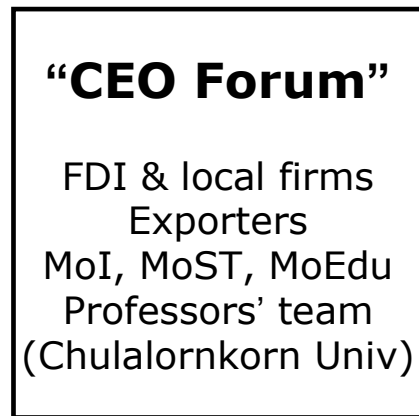 “CEO Forum”
FDI & local firms
Exporters
MoI, MoST, MoEdu
Professors’ team
(Chulalornkorn Univ)